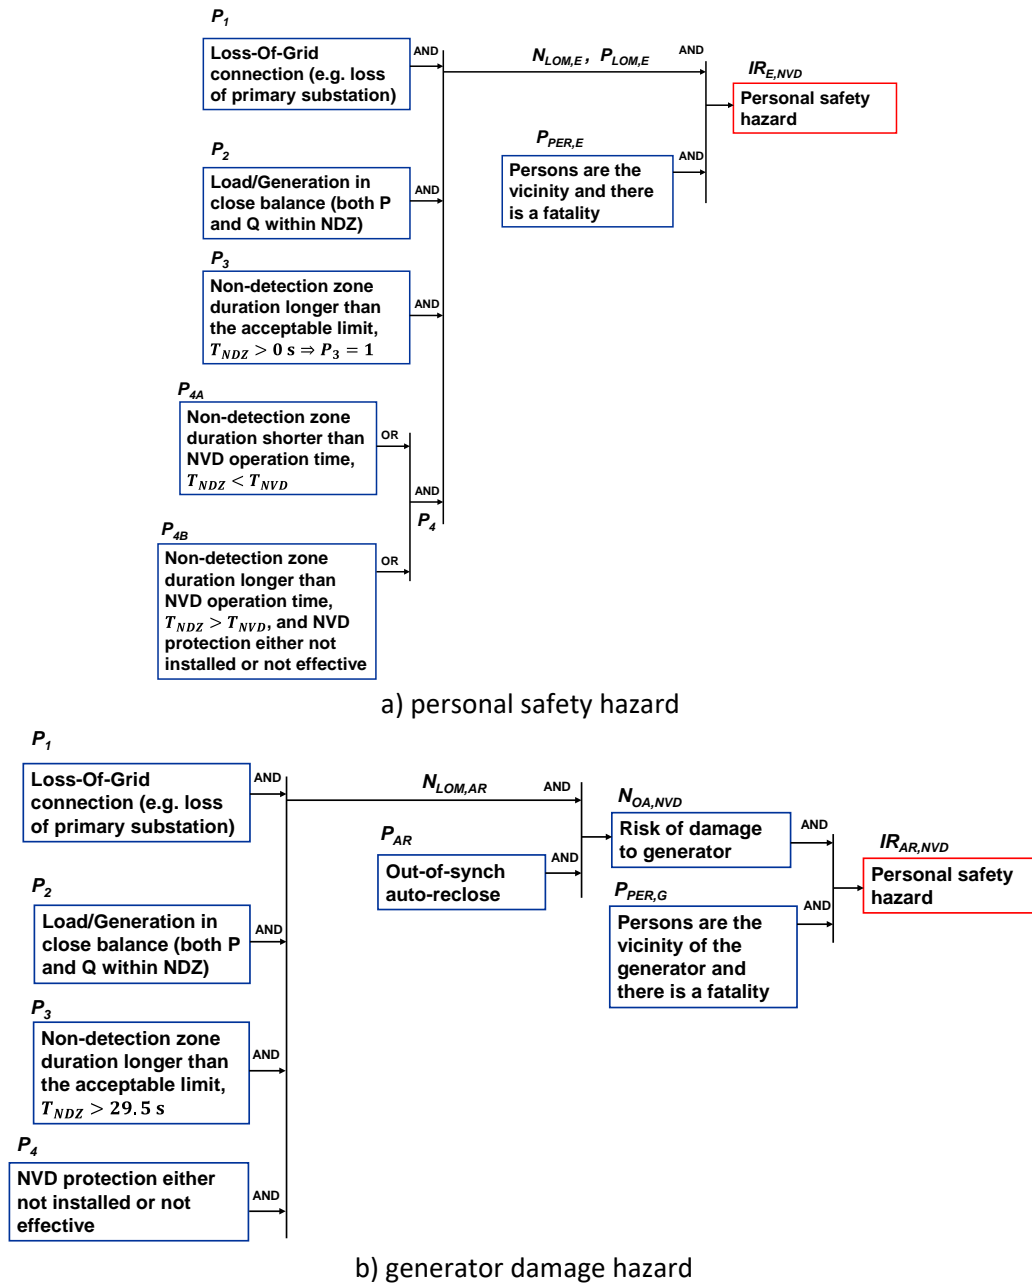 P1
Loss-Of-Grid
connection (e.g. loss
of primary substation)
AND
NLOM,E, PLOM,E
AND
IRE,NVD
Personal safety
hazard
P2
Load/Generation in
close balance (both P
and Q within NDZ)
AND
PPER,E
Persons are the
vicinity and there
is a fatality
AND
P3
Non-detection zone
duration longer than
the acceptable limit,
TNDZ > 0 s ⇒ P3 = 1
AND
P4A
Non-detection zone
duration shorter than
NVD operation time,
TNDZ < TNVD
OR
AND
P4
P4B
Non-detection zone
duration longer than
NVD operation time,
TNDZ > TNVD, and NVD
protection either not
installed or not
effective
OR
a) personal safety hazard
P1
Loss-Of-Grid
connection (e.g. loss
of primary substation)
AND
NLOM,AR
AND
NOA,NVD
Risk of damage
to generator
AND
IRAR,NVD
Personal safety
hazard
PAR
Out-of-synch
auto-reclose
AND
PPER,G
Persons are the
vicinity of the
generator and
there is a fatality
AND
P2
Load/Generation in
close balance (both P
and Q within NDZ)
AND
P3
Non-detection zone
duration longer than
the acceptable limit,
TNDZ > 29.5 s
AND
P4
NVD protection either
not installed or not
effective
AND
b) generator damage hazard